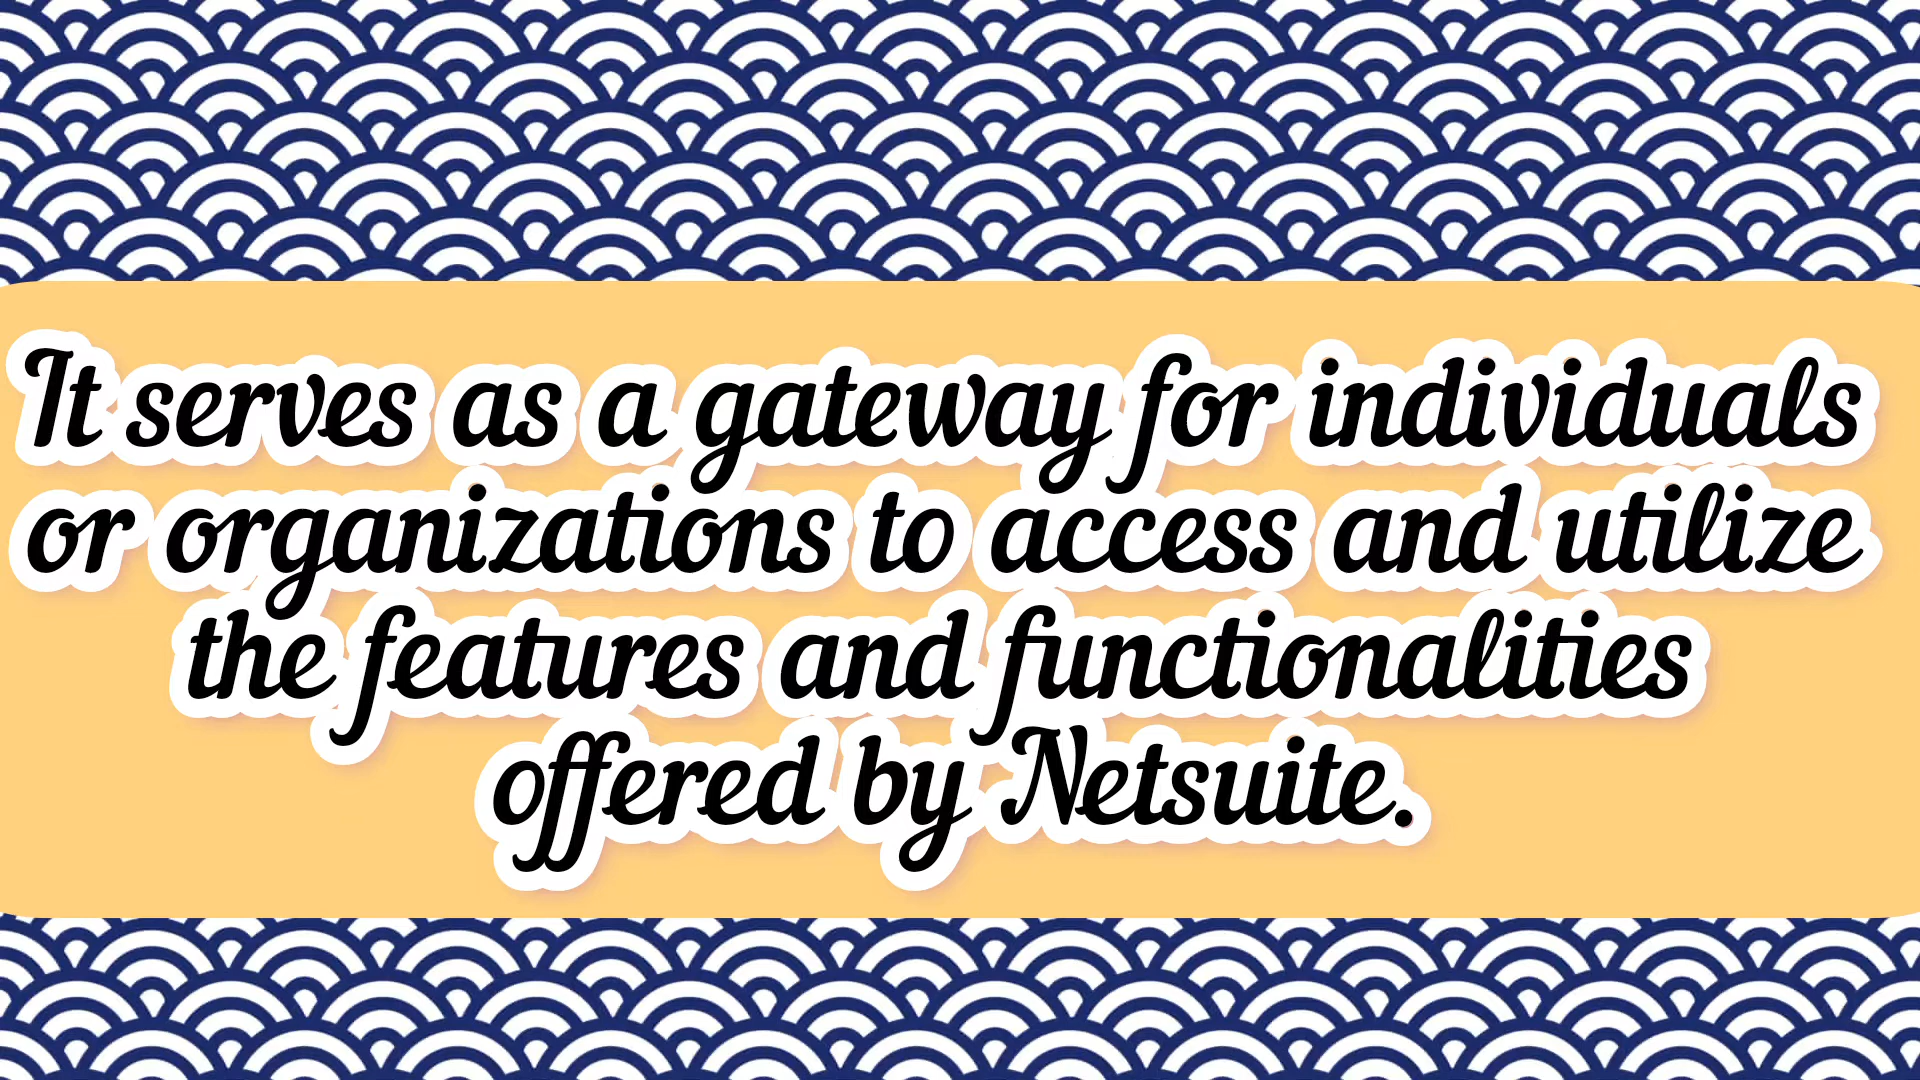 It serves as a gateway for individuals
or organizations to access and utilize
the features and functionalities
offered by Netsuite.